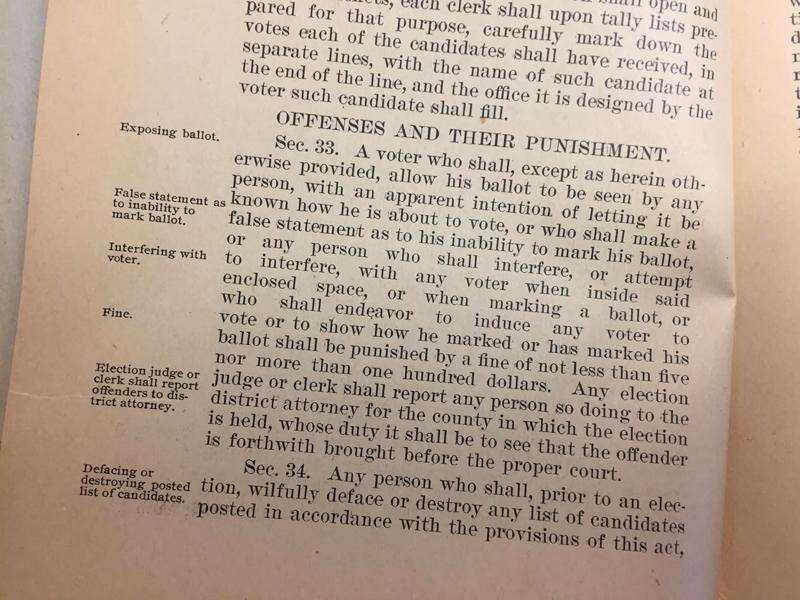 shall open and
each clerk shall upon tally lists pre-
pared for that purpose, carefully mark down the
votes each of the candidates shall have received, in
separate lines, with the name of such candidate at
the end of the line, and the office it is designed by the
voter such candidate shall fill.
OFFENSES AND THEIR PUNISHMENT.
Exposing ballot.
Sec. 33. A voter who shall, except as herein oth-
erwise provided, allow his ballot to be seen by any
person, with an apparent intention of letting it be
known how he is about to vote, or who shall make a
False statement as
to inability to
mark ballot.
false statement as to his inability to mark his ballot,
or any person who shall interfere, or attempt
Interfering with
voter.
to interfere, with any voter when inside said
enclosed space, or when marking a ballot, or
who shall endeavor to induce any voter to
Fine.
vote or to show how he marked or has marked his
ballot shall be punished by a fine of not less than five
nor more than one hundred dollars. Any election
Election judge or
clerk shall report
offenders to dis-
trict attorney.
judge or clerk shall report any person so doing to the
district attorney for the county in which the election
is held, whose duty it shall be to see that the offender
is forthwith brought before the proper court.
Defacing or
destroying posted
list of candidates.
Sec. 34. Any person who shall, prior to an elec-
tion, wilfully deface or destroy any list of candidates
posted in accordance with the provisions of this act,